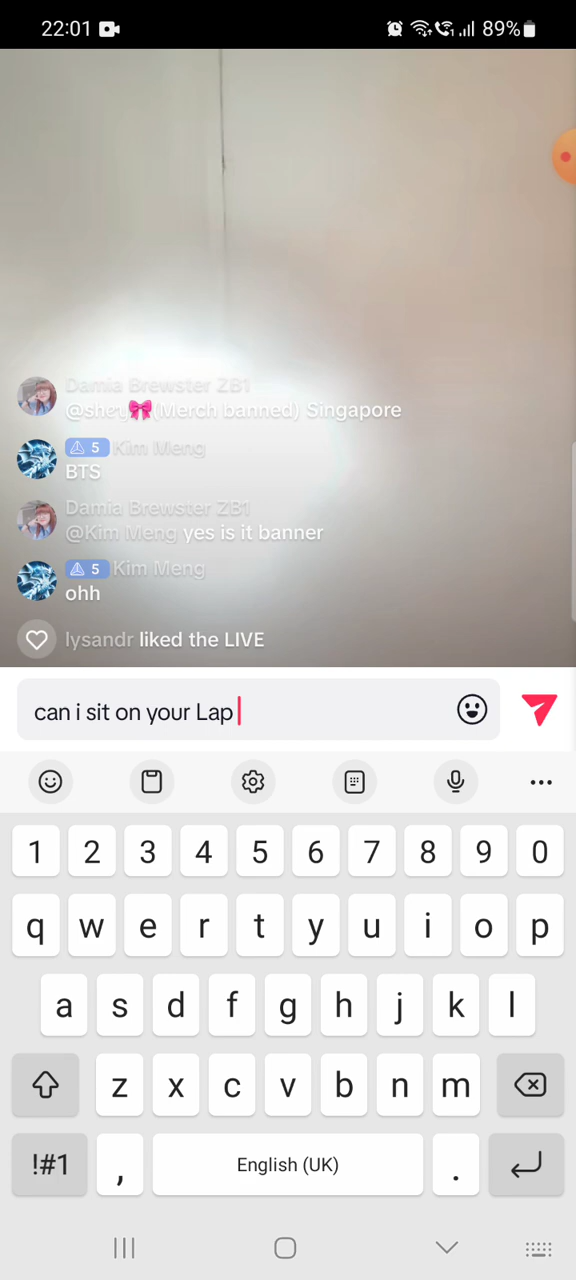 22:01
89%
Damia Brewster ZB1
@sheu🎀(Merch banned) Singapore
5 Kim Meng
BTS
Damia Brewster ZB1
@Kim Meng yes is it banner
5 Kim Meng
ohh
lysandr liked the LIVE
can i sit on your Lap
1 2 3 4 5 6 7 8 9 0
q w e r t y u i o p
a s d f g h j k l
z x c v b n m
!#1 , English (UK) .